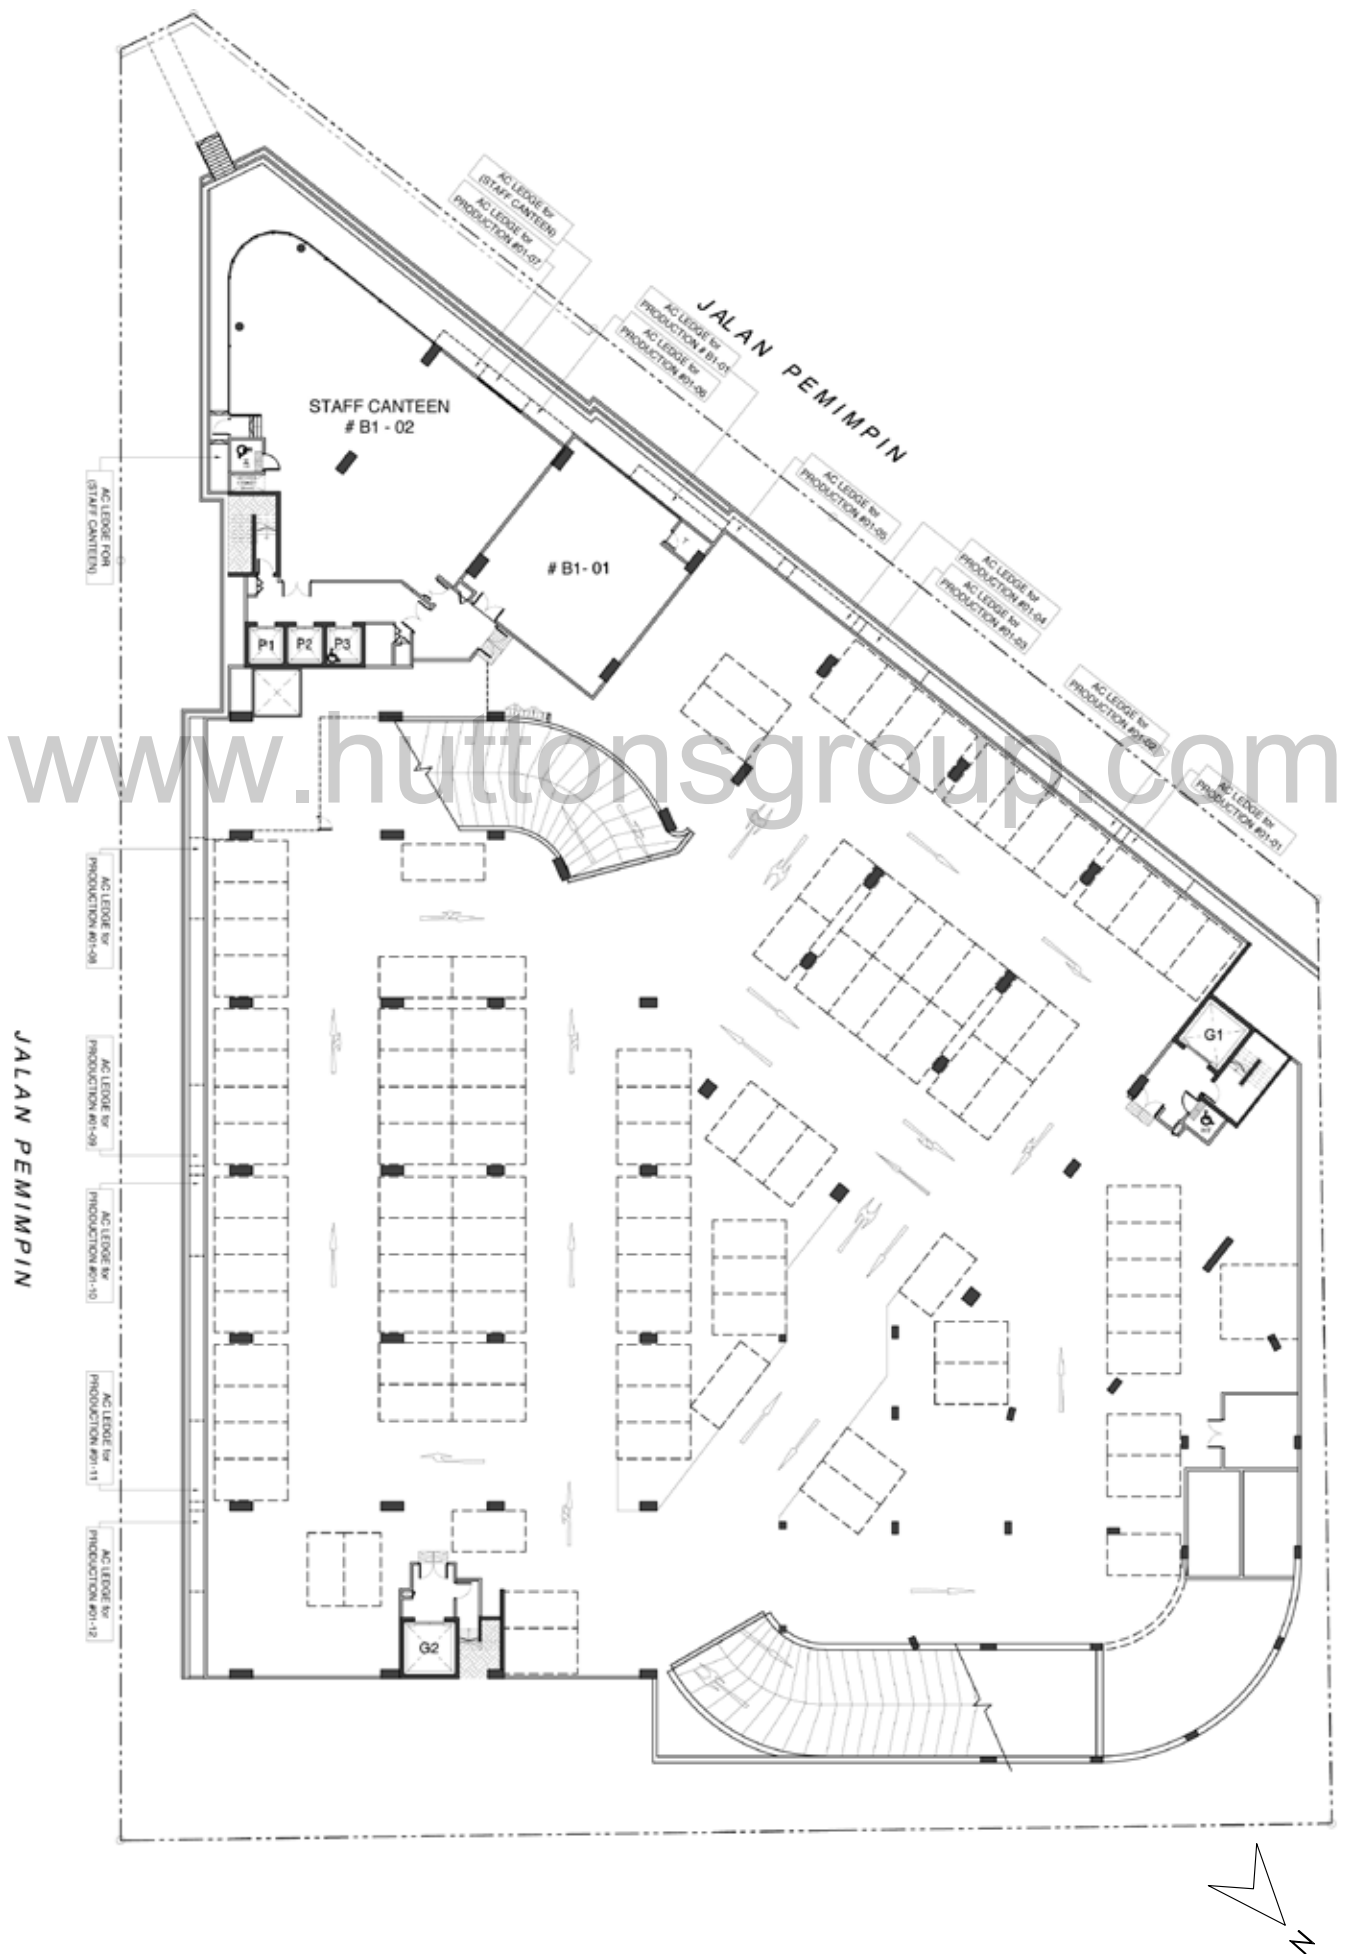 AC LEDGE for
(STAFF CANTEEN)
AC LEDGE for
PRODUCTION #01-07
AC LEDGE for
PRODUCTION # B1-01
AC LEDGE for
PRODUCTION #01-06
JALAN PEMIMPIN
STAFF CANTEEN
# B1 - 02
AC LEDGE for
PRODUCTION #01-05
AC LEDGE FOR
(STAFF CANTEEN)
# B1- 01
AC LEDGE for
PRODUCTION #01-04
AC LEDGE for
PRODUCTION #01-03
P1
P2
P3
AC LEDGE for
PRODUCTION #01-02
www.huttonsgroup.com
AC LEDGE for
PRODUCTION #01-01
AC LEDGE for
PRODUCTION #01-08
G1
AC LEDGE for
PRODUCTION #01-09
JALAN PEMIMPIN
AC LEDGE for
PRODUCTION #01-10
AC LEDGE for
PRODUCTION #01-11
AC LEDGE for
PRODUCTION #01-12
G2
N